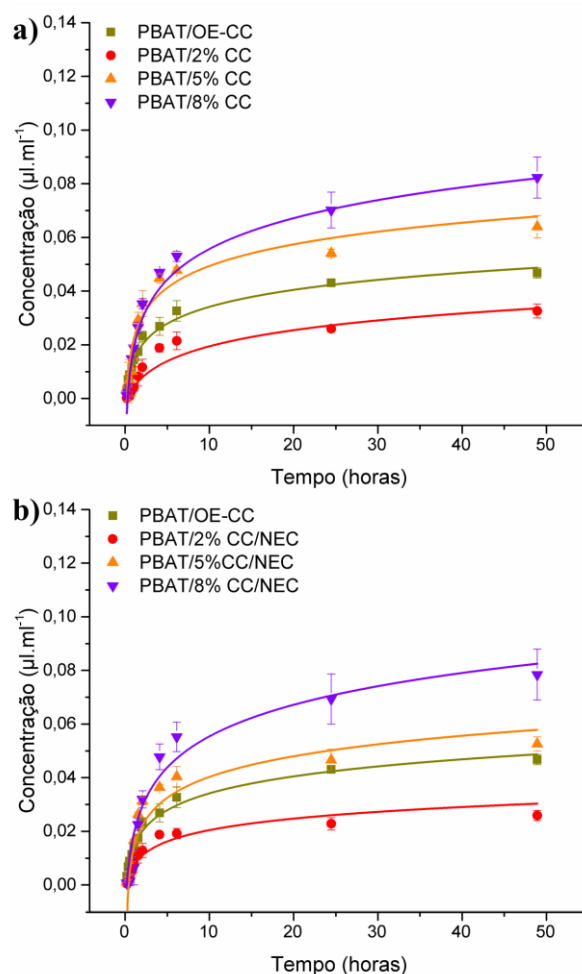 a)
PBAT/OE-CC
PBAT/2% CC
PBAT/5% CC
PBAT/8% CC
0,14
0,12
0,10
0,08
0,06
0,04
0,02
0,00
Concentração (µl.ml⁻¹)
0 10 20 30 40 50
Tempo (horas)
b)
PBAT/OE-CC
PBAT/2% CC/NEC
PBAT/5%CC/NEC
PBAT/8% CC/NEC
0,14
0,12
0,10
0,08
0,06
0,04
0,02
0,00
Concentração (µl.ml⁻¹)
0 10 20 30 40 50
Tempo (horas)